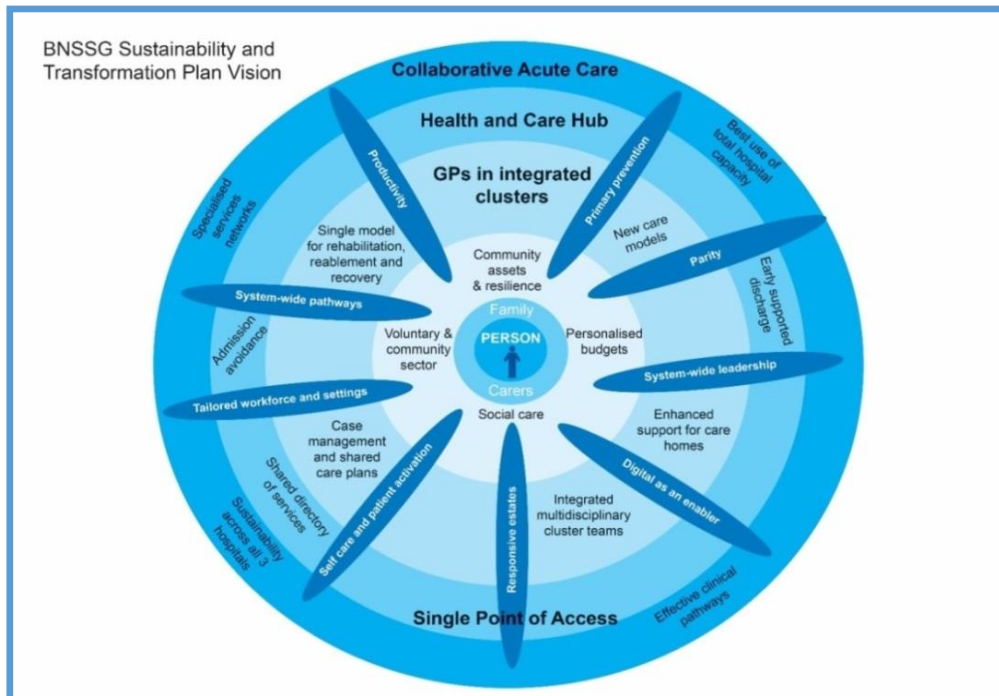 BNSSG Sustainability and
Transformation Plan Vision
Collaborative Acute Care
Health and Care Hub
GPs in integrated
clusters
Productivity
Primary prevention
Best use of
total hospital
capacity
Specialised
services
networks
Single model
for rehabilitation,
reablement and
recovery
New care
models
Parity
Community
assets
& resilience
System-wide pathways
Early supported
discharge
Admission
avoidance
Voluntary &
community
sector
Family
PERSON
Carers
Personalised
budgets
System-wide leadership
Tailored workforce and settings
Social care
Case
management
and shared
care plans
Enhanced
support for care
homes
Shared directory
of services
Self care and patient activation
Digital as an enabler
Sustainability
across all 3
hospitals
Responsive estates
Integrated
multidisciplinary
cluster teams
Single Point of Access
Effective clinical
pathways